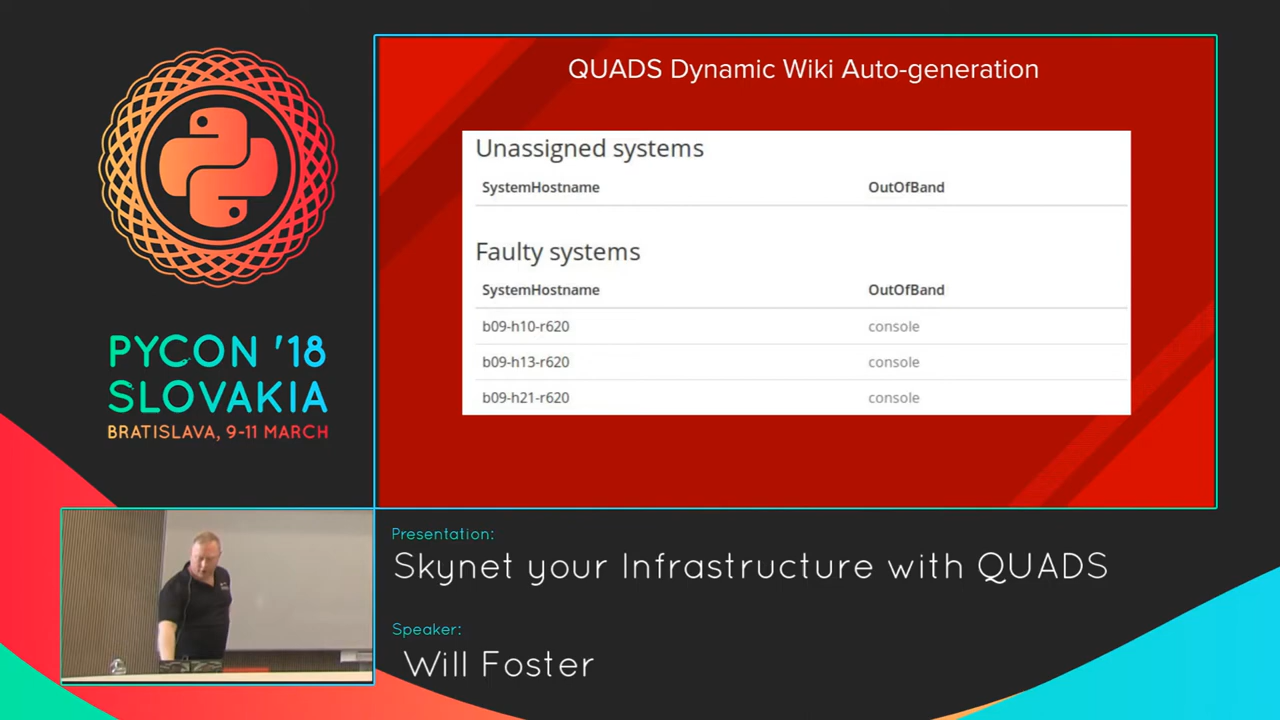 QUADS Dynamic Wiki Auto-generation
Unassigned systems
SystemHostname OutOfBand
Faulty systems
SystemHostname OutOfBand
b09-h10-r620 console
b09-h13-r620 console
b09-h21-r620 console
PYCON '18
SLOVAKIA
BRATISLAVA, 9-11 MARCH
Presentation:
Skynet your Infrastructure with QUADS
Speaker:
Will Foster